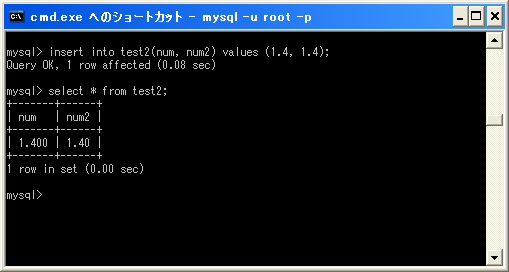 cmd.exe へのショートカット - mysql -u root -p
mysql> insert into test2(num, num2) values (1.4, 1.4);
Query OK, 1 row affected (0.08 sec)
mysql> select * from test2;
+-------+------+
| num   | num2 |
+-------+------+
| 1.400 | 1.40 |
+-------+------+
1 row in set (0.00 sec)
mysql>